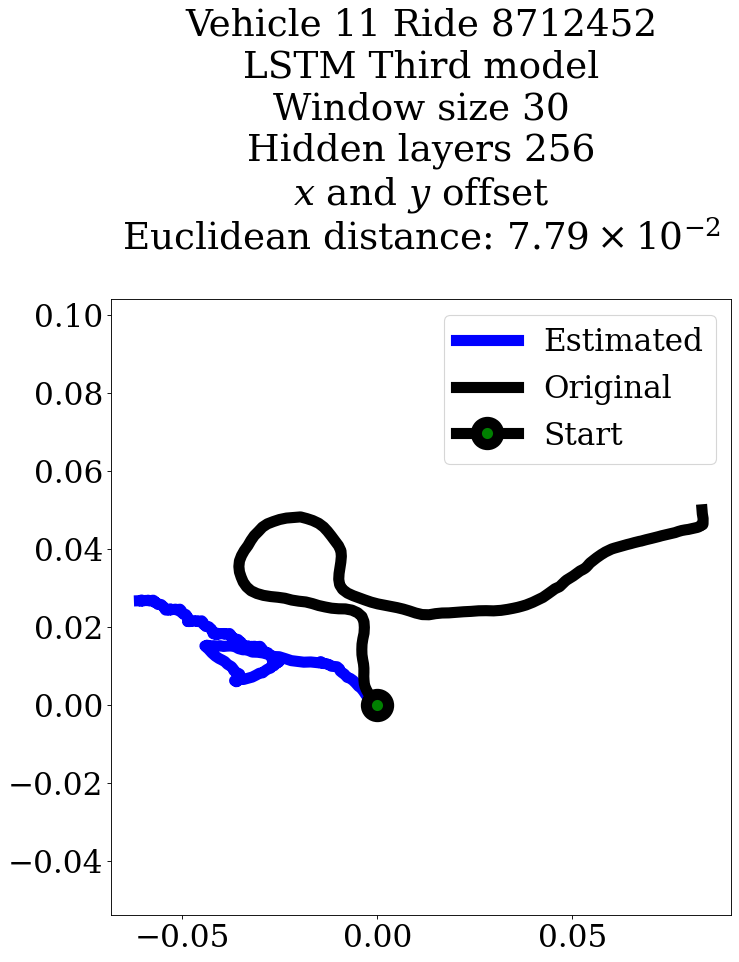 Vehicle 11 Ride 8712452
LSTM Third model
Window size 30
Hidden layers 256
x and y offset
Euclidean distance: 7.79 × 10⁻²
Estimated
Original
Start
0.10
0.08
0.06
0.04
0.02
0.00
−0.02
−0.04
−0.05
0.00
0.05